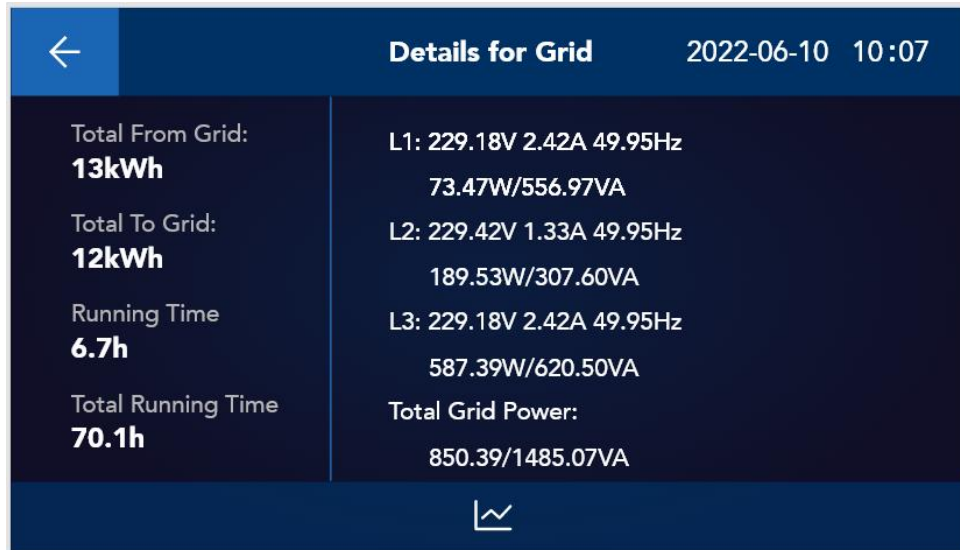 Details for Grid 2022-06-10 10:07
Total From Grid:
13kWh
Total To Grid:
12kWh
Running Time
6.7h
Total Running Time
70.1h
L1: 229.18V 2.42A 49.95Hz
73.47W/556.97VA
L2: 229.42V 1.33A 49.95Hz
189.53W/307.60VA
L3: 229.18V 2.42A 49.95Hz
587.39W/620.50VA
Total Grid Power:
850.39/1485.07VA